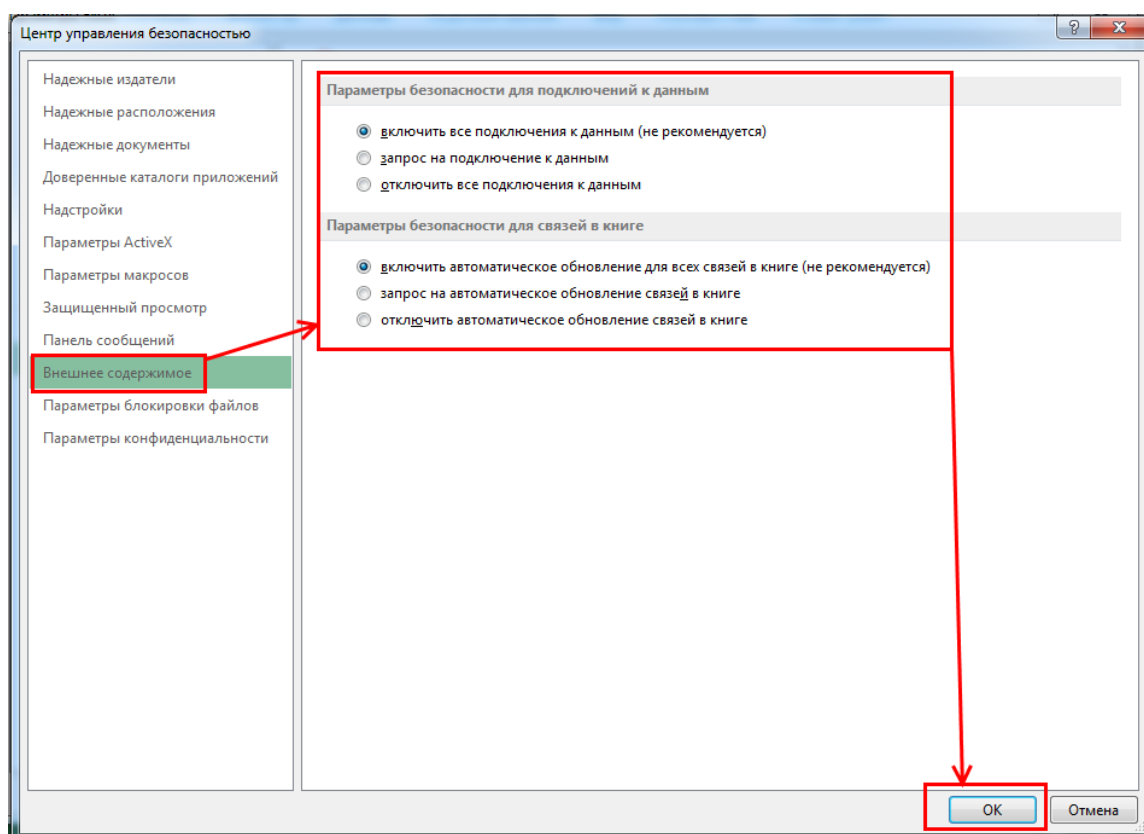 Центр управления безопасностью
Надежные издатели
Надежные расположения
Надежные документы
Доверенные каталоги приложений
Надстройки
Параметры ActiveX
Параметры макросов
Защищенный просмотр
Панель сообщений
Внешнее содержимое
Параметры блокировки файлов
Параметры конфиденциальности
Параметры безопасности для подключений к данным
включить все подключения к данным (не рекомендуется)
запрос на подключение к данным
отключить все подключения к данным
Параметры безопасности для связей в книге
включить автоматическое обновление для всех связей в книге (не рекомендуется)
запрос на автоматическое обновление связей в книге
отключить автоматическое обновление связей в книге
ОК
Отмена